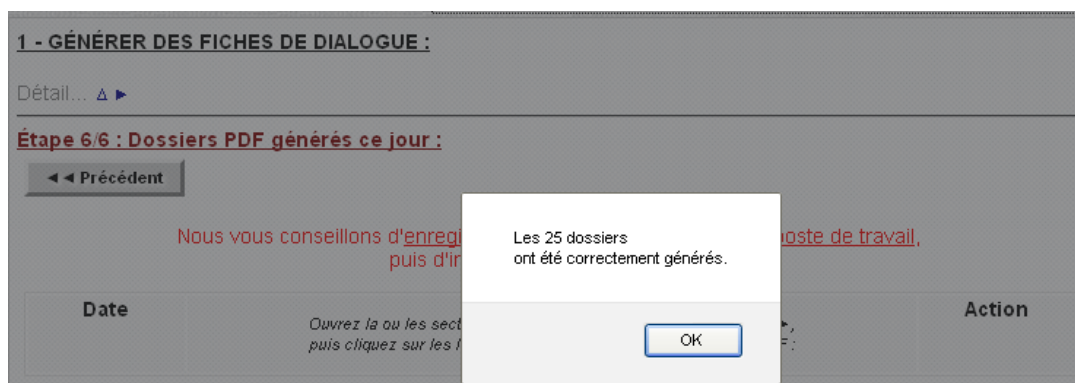 1 - GÉNÉRER DES FICHES DE DIALOGUE :
Détail...
Étape 6/6 : Dossiers PDF générés ce jour :
◄◄ Précédent
Nous vous conseillons d'enregi
poste de travail,
puis d'ir
Les 25 dossiers
ont été correctement générés.
OK
Date
Action
Ouvrez la ou les sect
puis cliquez sur les